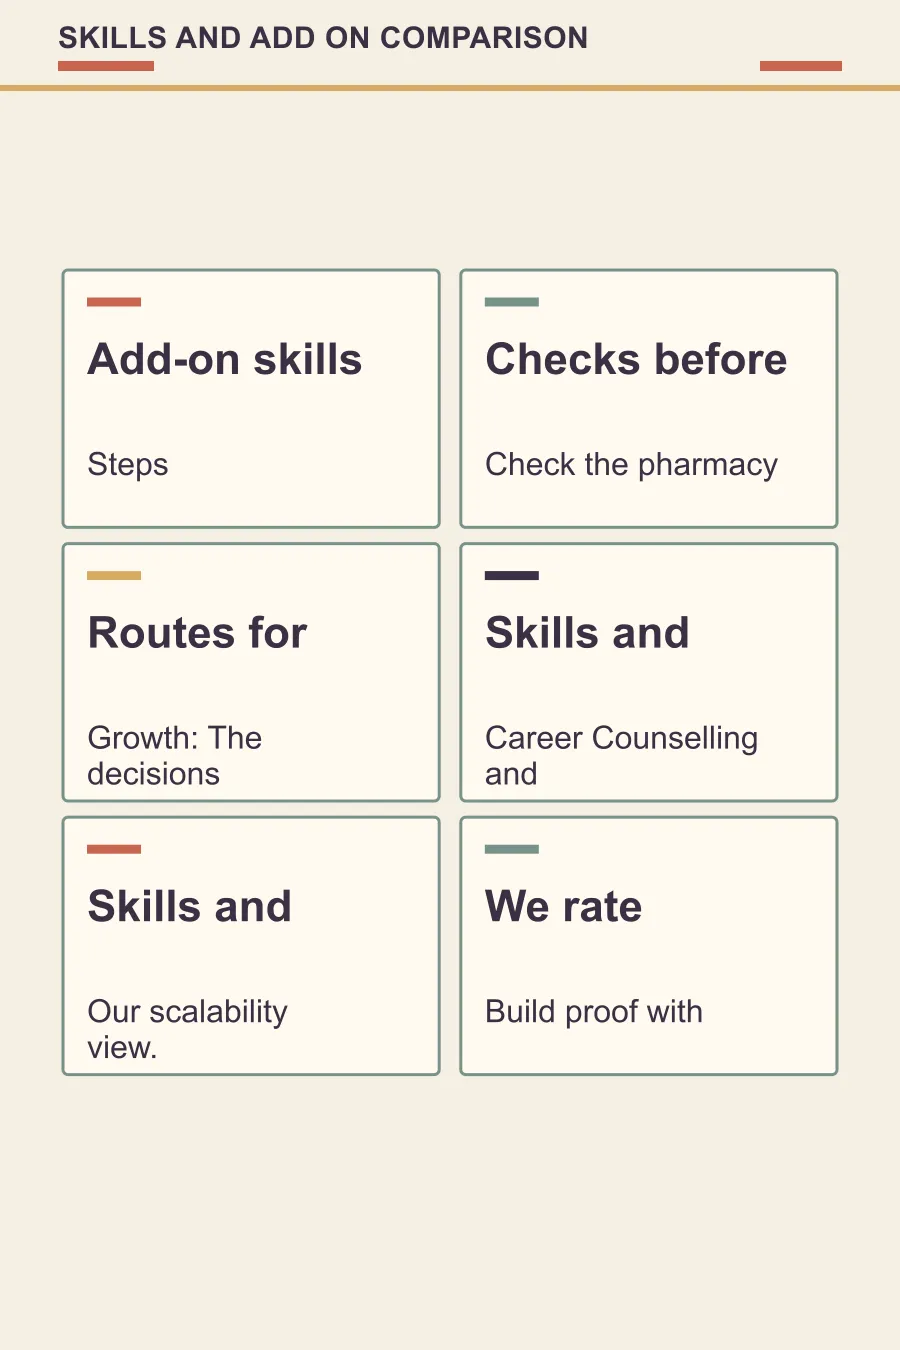 SKILLS AND ADD ON COMPARISON
Add-on skills
Steps
Checks before
Check the pharmacy
Routes for
Growth: The
decisions
Skills and
Career Counselling
and
Skills and
Our scalability
view.
We rate
Build proof with